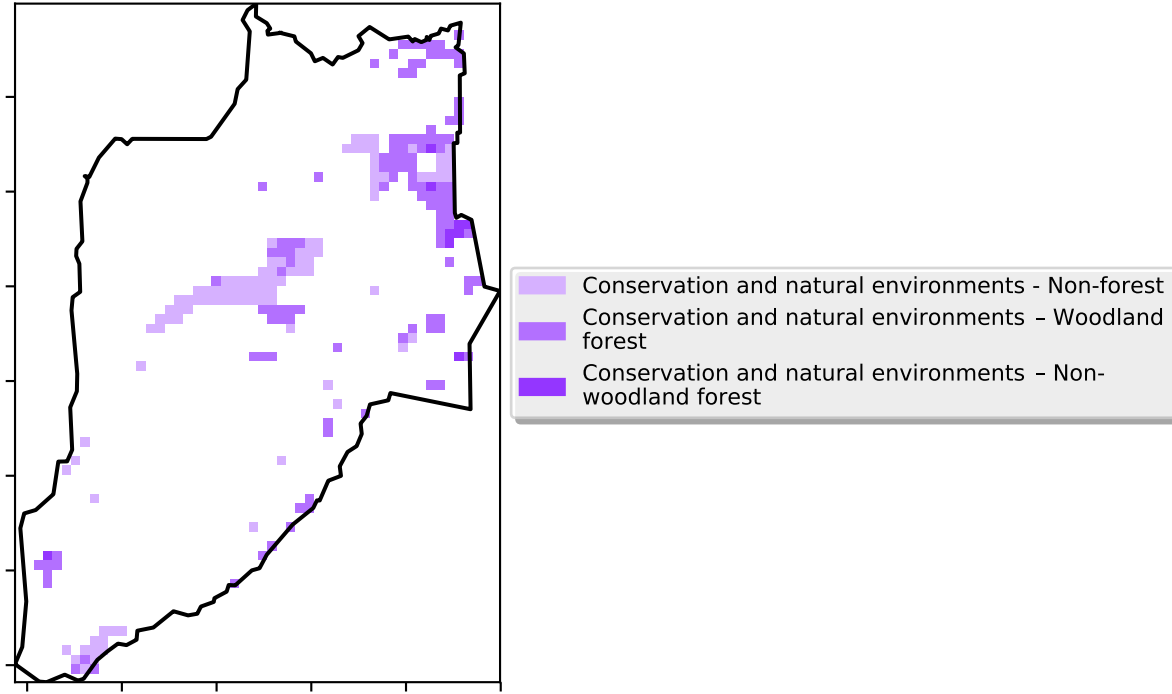 Conservation and natural environments - Non-forest
Conservation and natural environments – Woodland
forest
Conservation and natural environments – Non-
woodland forest